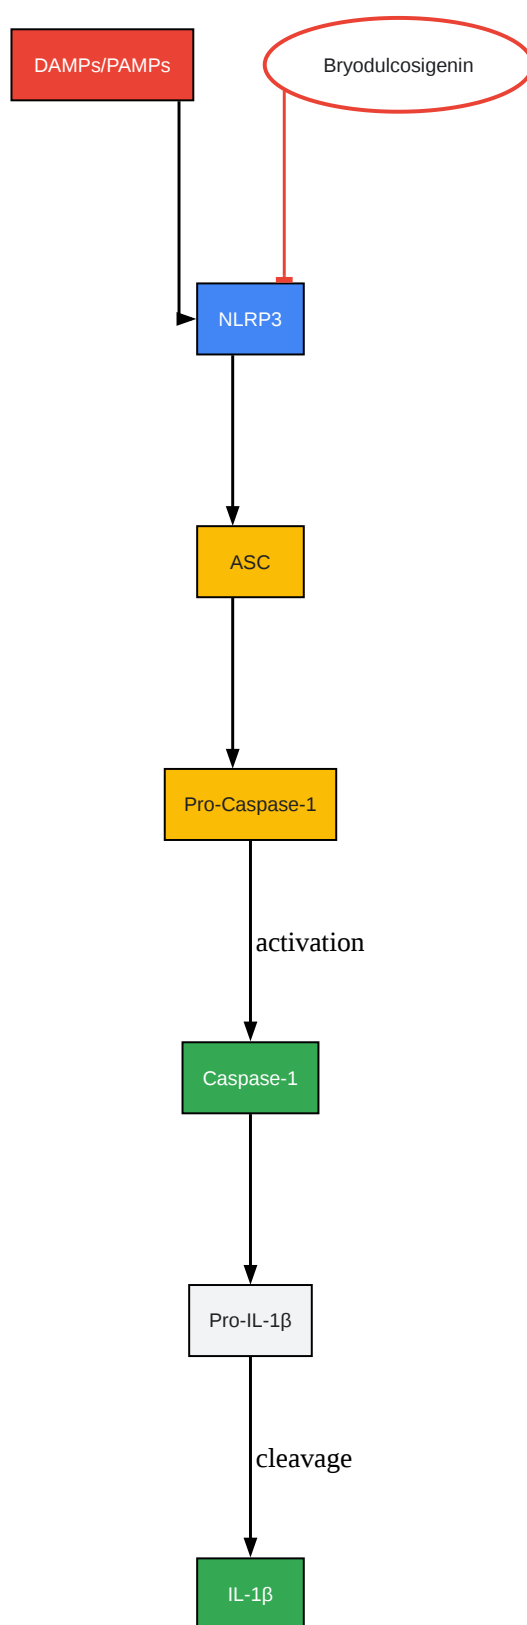 DAMPs/PAMPs
Bryodulcosigenin
NLRP3
ASC
Pro-Caspase-1
activation
Caspase-1
Pro-IL-1β
cleavage
IL-1β